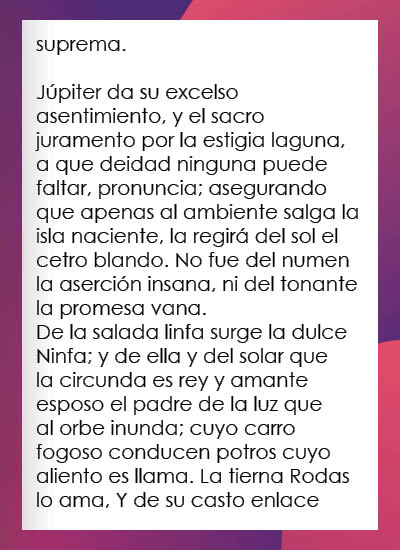 suprema.
Júpiter da su excelso
asentimiento, y el sacro
juramento por la estigia laguna,
a que deidad ninguna puede
faltar, pronuncia; asegurando
que apenas al ambiente salga la
isla naciente, la regirá del sol el
cetro blando. No fue del numen
la aserción insana, ni del tonante
la promesa vana.
De la salada linfa surge la dulce
Ninfa; y de ella y del solar que
la circunda es rey y amante
esposo el padre de la luz que
al orbe inunda; cuyo carro
fogoso conducen potros cuyo
aliento es llama. La tierna Rodas
lo ama, Y de su casto enlace